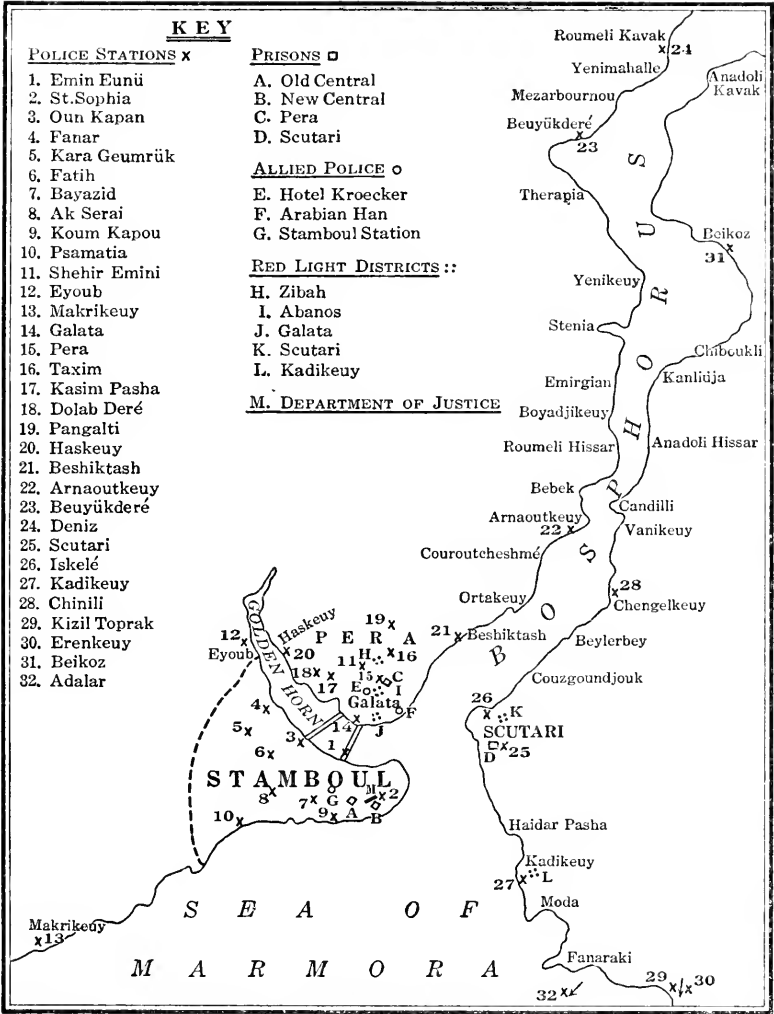 KEY
POLICE STATIONS x
1. Emin Eunü
2. St.Sophia
3. Oun Kapan
4. Fanar
5. Kara Geumrük
6. Fatih
7. Bayazid
8. Ak Serai
9. Koum Kapou
10. Psamatia
11. Shehir Emini
12. Eyoub
13. Makrikeuy
14. Galata
15. Pera
16. Taxim
17. Kasim Pasha
18. Dolab Deré
19. Pangalti
20. Haskeuy
21. Beshiktash
22. Arnaoutkeuy
23. Beuyükderé
24. Deniz
25. Scutari
26. Iskelé
27. Kadikeuy
28. Chinili
29. Kizil Toprak
30. Erenkeuy
31. Beikoz
32. Adalar
PRISONS □
A. Old Central
B. New Central
C. Pera
D. Scutari
ALLIED POLICE o
E. Hotel Kroecker
F. Arabian Han
G. Stamboul Station
RED LIGHT DISTRICTS ::
H. Zibah
I. Abanos
J. Galata
K. Scutari
L. Kadikeuy
M. DEPARTMENT OF JUSTICE
Roumeli Kavak
x24
Yenimahalle
Anadoli
Kavak
Mezarbournou
Beuyükderé
x
23
Therapia
Beikoz
31 x
Yenikeuy
Stenia
Chiboukli
Emirgian
Kanlidja
Boyadjikeuy
Roumeli Hissar
Anadoli Hissar
Bebek
Candilli
Arnaoutkeuy
22 x
Vanikeuy
Couroutcheshmé
x 28
Ortakeuy
Chengelkeuy
BOSPHORUS
21 x
Beshiktash
Beylerbey
Couzgoundjouk
GOLDEN HORN
Haskeuy
x 20
12 x
Eyoub
19 x
PERA
H
11 x
x 16
18 x
x
17
15 x
C
E o
I
Galata
o F
14 x
J
4 x
5 x
3 x
1 x
6 x
STAMBOUL
8 x
7 x
o
G
M
x 2
A
B
9 x
10 x
26
x
K
SCUTARI
□ x 25
D
Haidar Pasha
Kadikeuy
27 x
L
Moda
Fanaraki
32 x
29 x
x 30
Makrikeuy
x 13
SEA OF
MARMORA